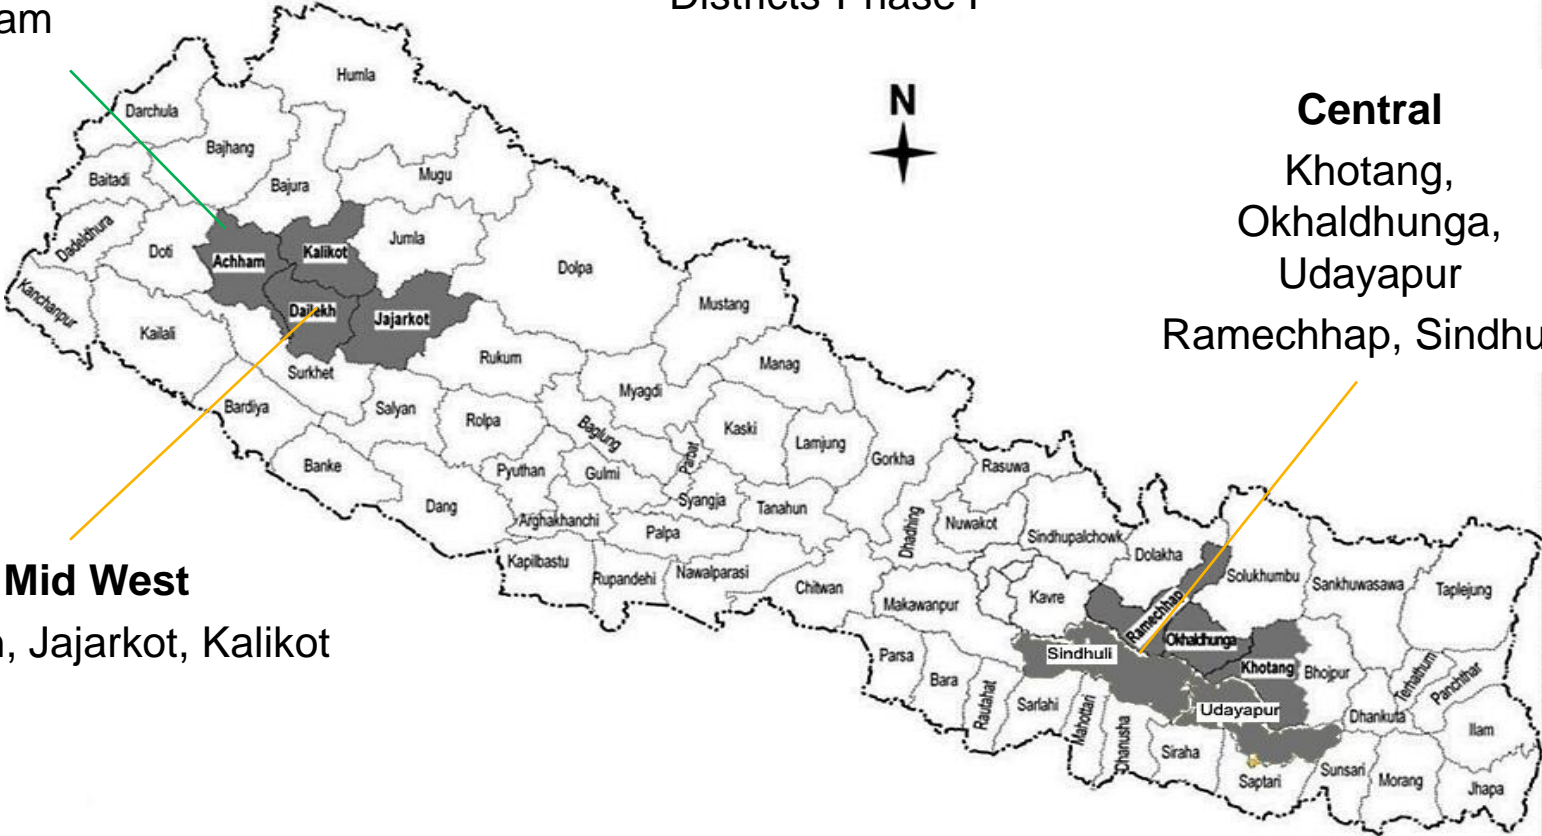 Districts Phase I
am
Humla
Darchula
N
Central
Bajhang
Khotang,
Mugu
Baitadi
Bajura
Okhaldhunga,
Dadeldhura
Doti
Achham
Kalikot
Jumla
Udayapur
Dolpa
Kanchanpur
Kailali
Dailekh
Jajarkot
Mustang
Ramechhap, Sindhu
Rukum
Manag
Surkhet
Myagdi
Bardiya
Salyan
Rolpa
Baglung
Parbat
Kaski
Lamjung
Gorkha
Rasuwa
Banke
Pyuthan
Gulmi
Syangja
Tanahun
Dang
Arghakhanchi
Palpa
Dhadhing
Nuwakot
Sindhupalchowk
Dolakha
Kapilbastu
Rupandehi
Nawalparasi
Chitwan
Makawanpur
Kavre
Ramechhap
Solukhumbu
Sankhuwasawa
Taplejung
Mid West
, Jajarkot, Kalikot
Parsa
Bara
Rautahat
Sarlahi
Sindhuli
Okhaldhunga
Khotang
Bhojpur
Terhathum
Panchthar
Mahottari
Dhanusha
Siraha
Udayapur
Dhankuta
Ilam
Saptari
Sunsari
Morang
Jhapa